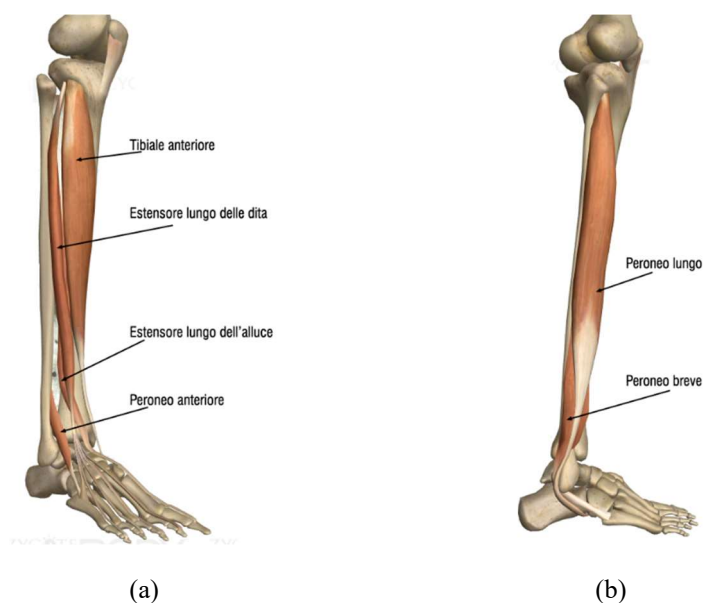 Tibiale anteriore
Estensore lungo delle dita
Estensore lungo dell'alluce
Peroneo anteriore
(a)
Peroneo lungo
Peroneo breve
(b)